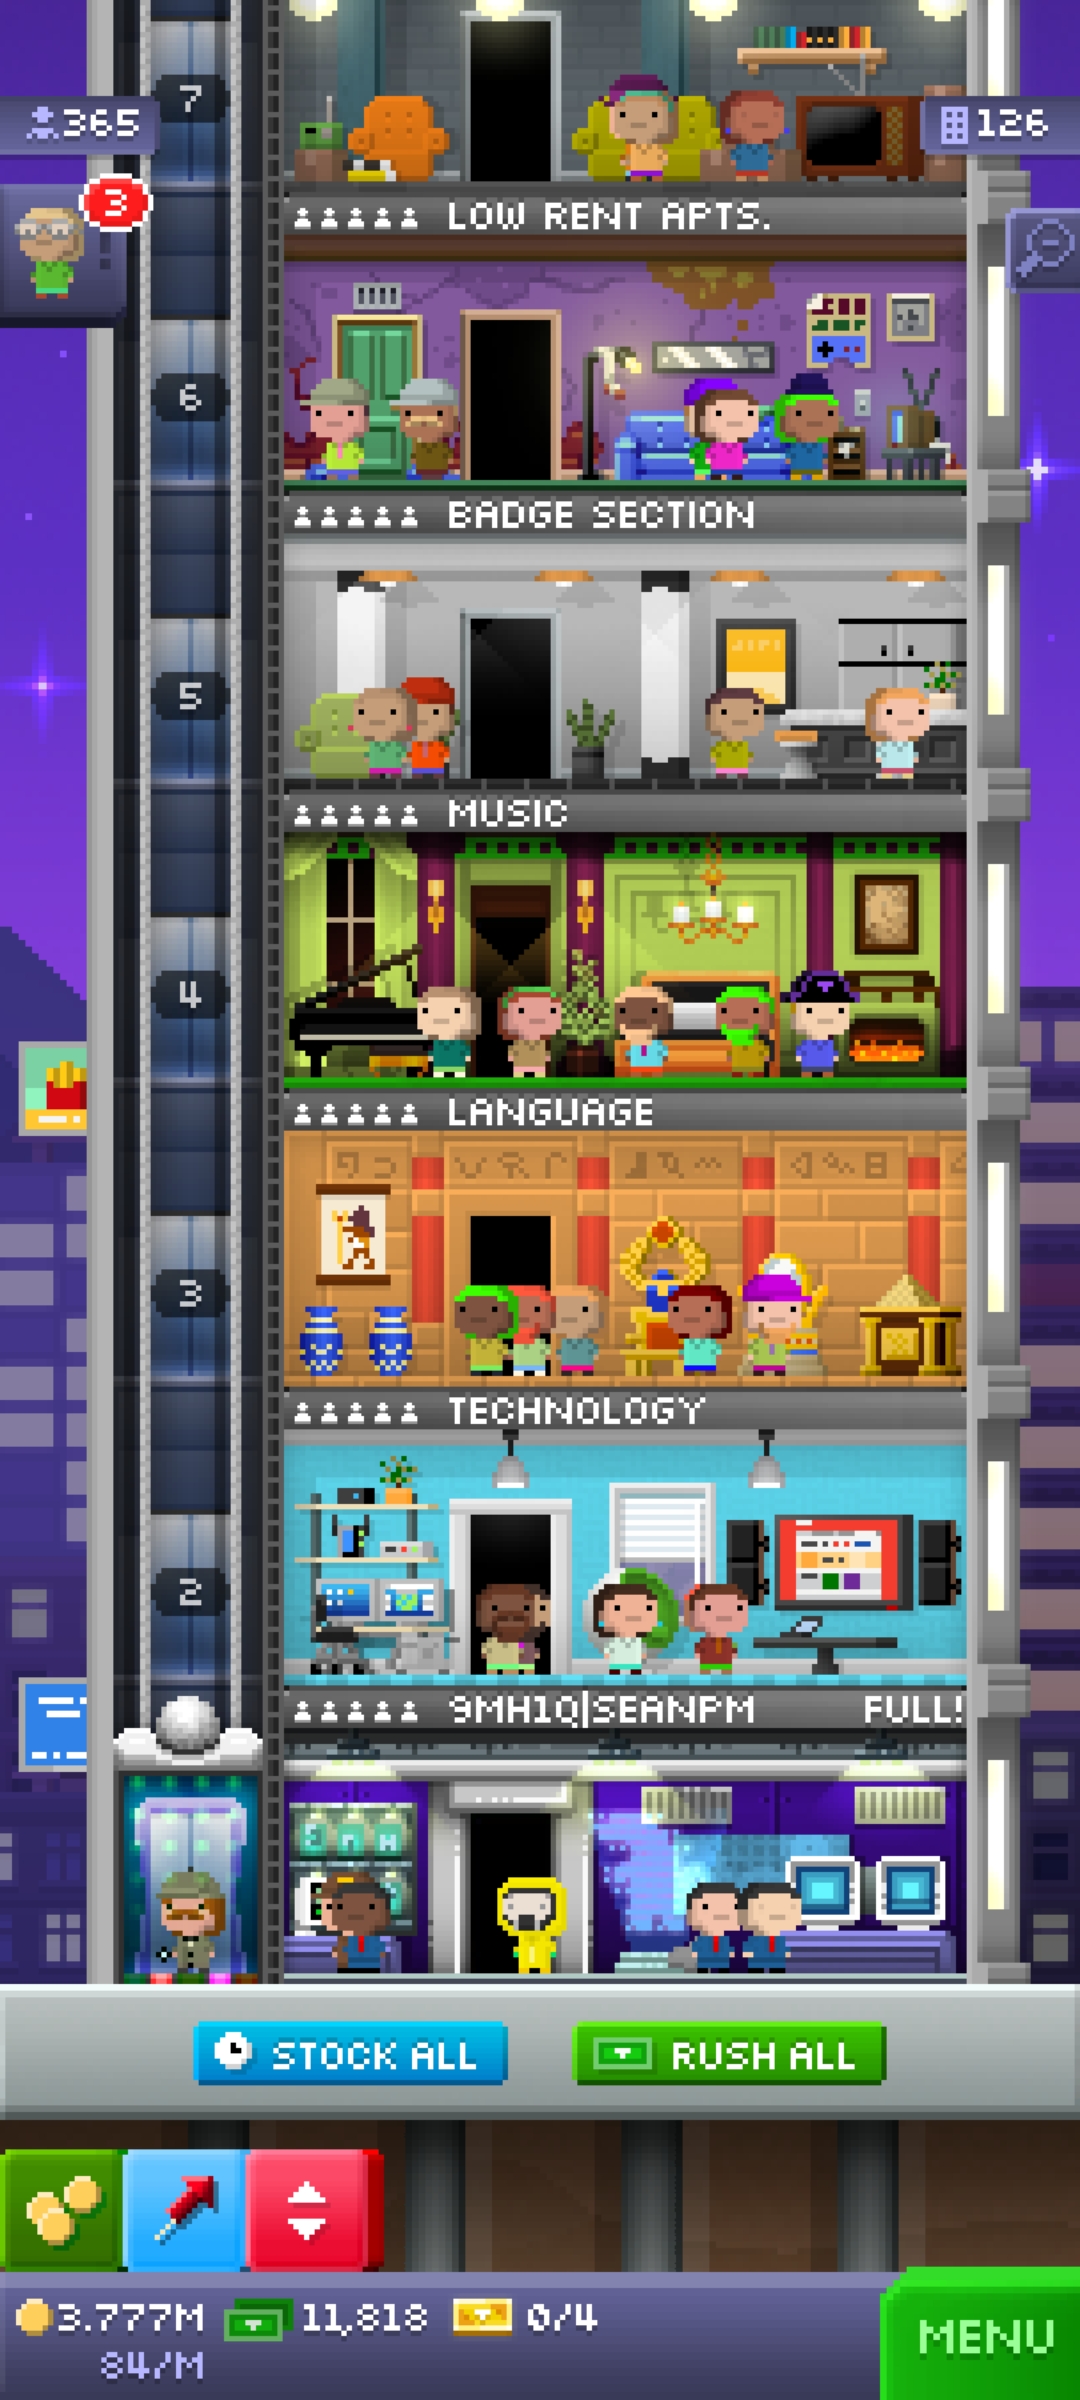 7
365
126
3
LOW RENT APTS.
6
BADGE SECTION
5
MUSIC
4
LANGUAGE
3
TECHNOLOGY
2
9MH1Q|SEANPM FULL!
STOCK ALL
RUSH ALL
3.777M
11,818
0/4
84/M
MENU